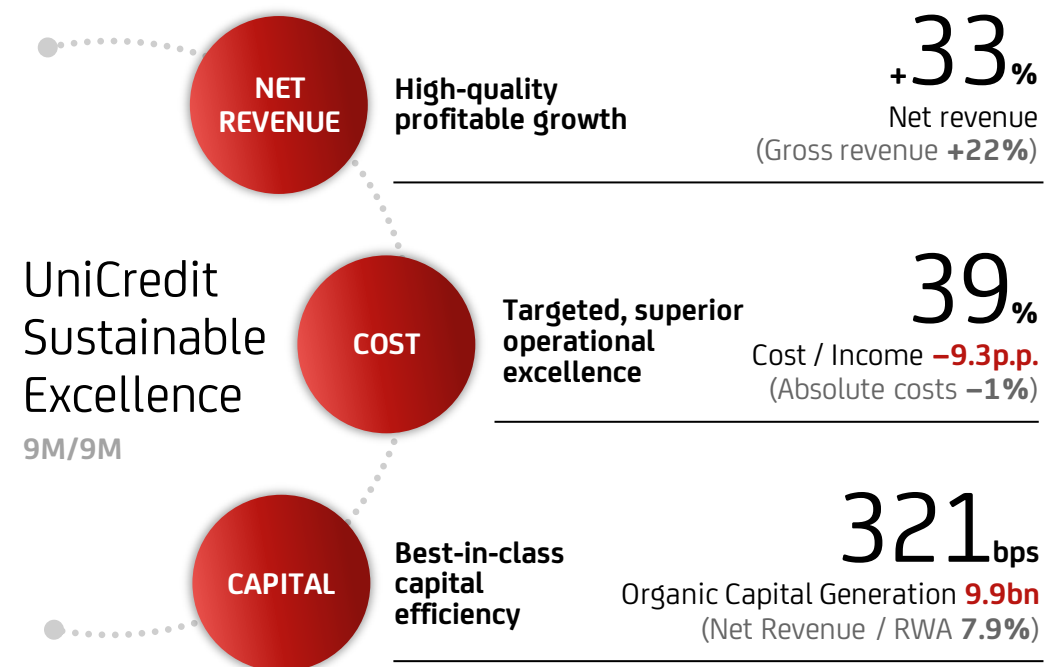 NET
REVENUE
High-quality
profitable growth
+33%
Net revenue
(Gross revenue +22%)
UniCredit
Sustainable
Excellence
9M/9M
COST
Targeted, superior
operational
excellence
39%
Cost / Income –9.3p.p.
(Absolute costs –1%)
CAPITAL
Best-in-class
capital
efficiency
321bps
Organic Capital Generation 9.9bn
(Net Revenue / RWA 7.9%)